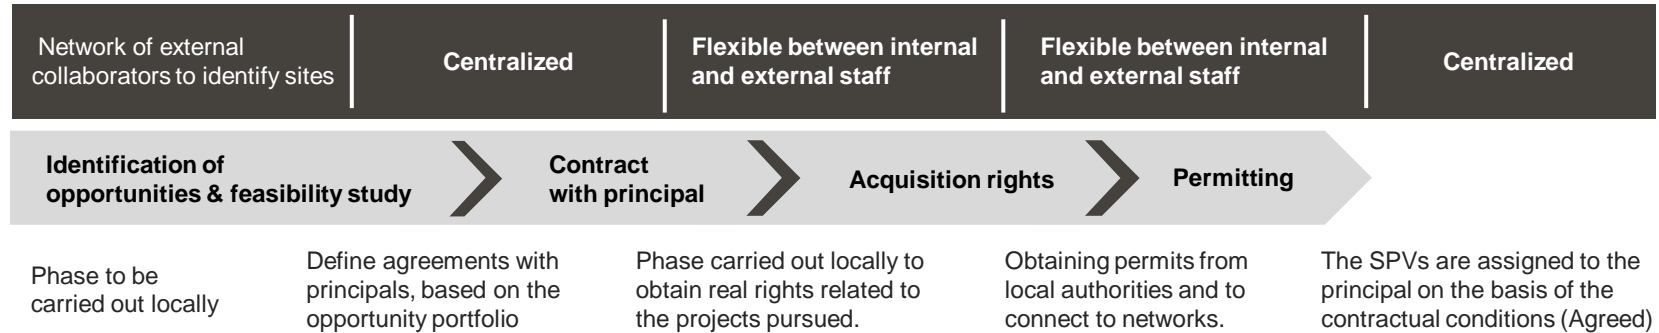 Network of external
collaborators to identify sites
Centralized
Flexible between internal
and external staff
Flexible between internal
and external staff
Centralized
Identification of
opportunities & feasibility study
Contract
with principal
Acquisition rights
Permitting
Phase to be
carried out locally
Define agreements with
principals, based on the
opportunity portfolio
Phase carried out locally to
obtain real rights related to
the projects pursued.
Obtaining permits from
local authorities and to
connect to networks.
The SPVs are assigned to the
principal on the basis of the
contractual conditions (Agreed)